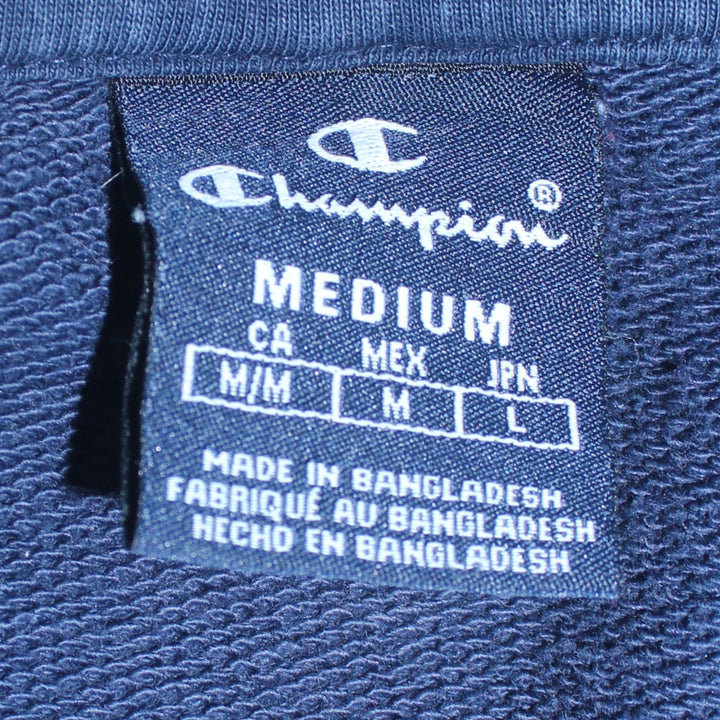 Champion®
MEDIUM
CA MEX JPN
M/M M L
MADE IN BANGLADESH
FABRIQUÉ AU BANGLADESH
HECHO EN BANGLADESH